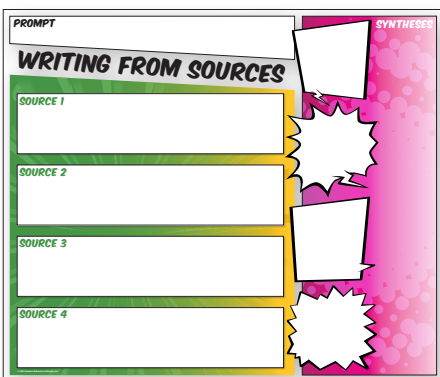 PROMPT
SYNTHESES
WRITING FROM SOURCES
SOURCE 1
SOURCE 2
SOURCE 3
SOURCE 4